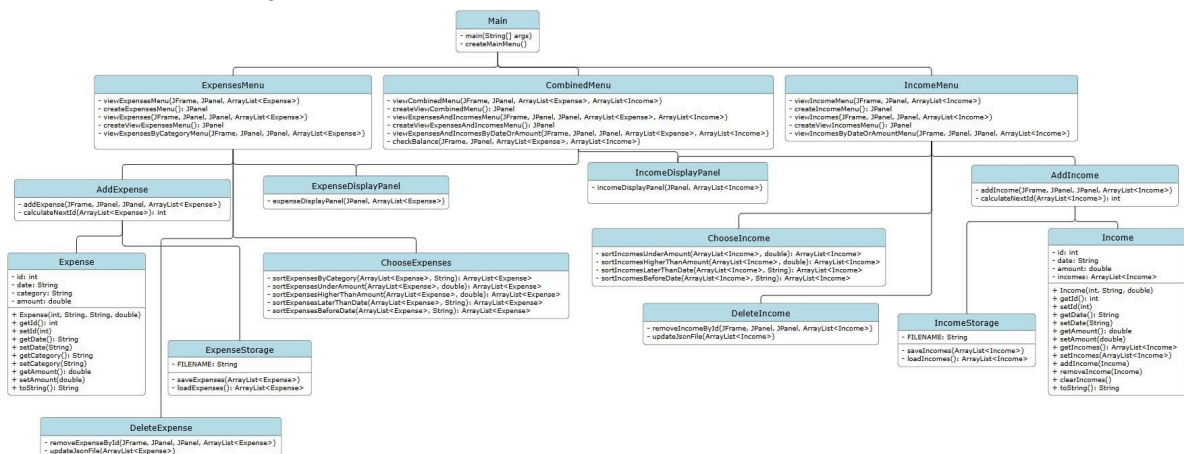 Main
- main(String[] args)
- createMainMenu()
ExpensesMenu
- viewExpensesMenu(JFrame, JPanel, ArrayList<Expense>)
- createExpensesMenu(): JPanel
- viewExpenses(JFrame, JPanel, JPanel, ArrayList<Expense>)
- createViewExpensesMenu(): JPanel
- viewExpensesByCategoryMenu(JFrame, JPanel, JPanel, ArrayList<Expense>)
CombinedMenu
- viewCombinedMenu(JFrame, JPanel, ArrayList<Expense>, ArrayList<Income>)
- createViewCombinedMenu(): JPanel
- viewExpensesAndIncomesMenu(JFrame, JPanel, JPanel, ArrayList<Expense>, ArrayList<Income>)
- createViewExpensesAndIncomesMenu(): JPanel
- viewExpensesAndIncomesByDateOrAmount(JFrame, JPanel, JPanel, ArrayList<Expense>, ArrayList<Income>)
- checkBalance(JFrame, JPanel, ArrayList<Expense>, ArrayList<Income>)
IncomeMenu
- viewIncomeMenu(JFrame, JPanel, ArrayList<Income>)
- createIncomeMenu(): JPanel
- viewIncomes(JFrame, JPanel, JPanel, ArrayList<Income>)
- createViewIncomesMenu(): JPanel
- viewIncomesByDateOrAmountMenu(JFrame, JPanel, JPanel, ArrayList<Income>)
AddExpense
- addExpense(JFrame, JPanel, JPanel, ArrayList<Expense>)
- calculateNextId(ArrayList<Expense>): int
ExpenseDisplayPanel
- expenseDisplayPanel(JPanel, ArrayList<Expense>)
IncomeDisplayPanel
- incomeDisplayPanel(JPanel, ArrayList<Income>)
AddIncome
- addIncome(JFrame, JPanel, JPanel, ArrayList<Income>)
- calculateNextId(ArrayList<Income>): int
Expense
- id: int
- date: String
- category: String
- amount: double
+ Expense(int, String, String, double)
+ getId(): int
+ setId(int)
+ getDate(): String
+ setDate(String)
+ getCategory(): String
+ setCategory(String)
+ getAmount(): double
+ setAmount(double)
+ toString(): String
ChooseExpenses
- sortExpensesByCategory(ArrayList<Expense>, String): ArrayList<Expense>
- sortExpensesUnderAmount(ArrayList<Expense>, double): ArrayList<Expense>
- sortExpensesHigherThanAmount(ArrayList<Expense>, double): ArrayList<Expense>
- sortExpensesLaterThanDate(ArrayList<Expense>, String): ArrayList<Expense>
- sortExpensesBeforeDate(ArrayList<Expense>, String): ArrayList<Expense>
ChooseIncome
- sortIncomesUnderAmount(ArrayList<Income>, double): ArrayList<Income>
- sortIncomesHigherThanAmount(ArrayList<Income>, double): ArrayList<Income>
- sortIncomesLaterThanDate(ArrayList<Income>, String): ArrayList<Income>
- sortIncomesBeforeDate(ArrayList<Income>, String): ArrayList<Income>
Income
- id: int
- date: String
- amount: double
- incomes: ArrayList<Income>
+ Income(int, String, double)
+ getId(): int
+ setId(int)
+ getDate(): String
+ setDate(String)
+ getAmount(): double
+ setAmount(double)
+ getIncomes(): ArrayList<Income>
+ setIncomes(ArrayList<Income>)
+ addIncome(Income)
+ removeIncome(Income)
+ clearIncomes()
+ toString(): String
DeleteIncome
- removeIncomeById(JFrame, JPanel, JPanel, ArrayList<Income>)
- updateJsonFile(ArrayList<Income>)
IncomeStorage
- FILENAME: String
- saveIncomes(ArrayList<Income>)
- loadIncomes(): ArrayList<Income>
ExpenseStorage
- FILENAME: String
- saveExpenses(ArrayList<Expense>)
- loadExpenses(): ArrayList<Expense>
DeleteExpense
- removeExpenseById(JFrame, JPanel, JPanel, ArrayList<Expense>)
- updateJsonFile(ArrayList<Expense>)